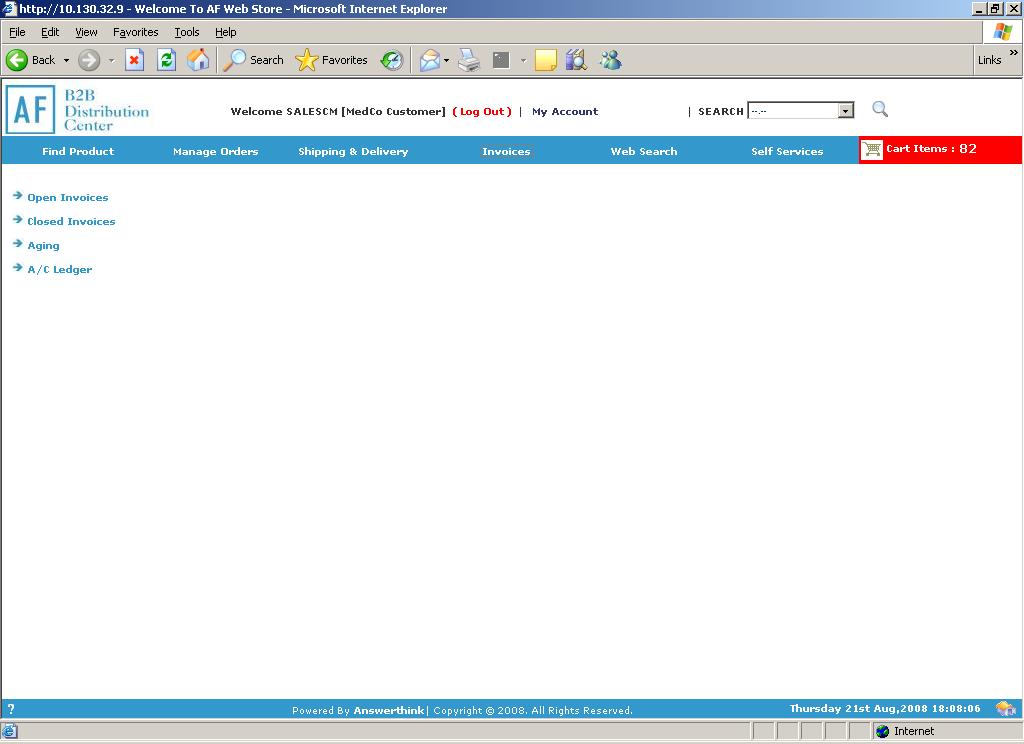 http://10.130.32.9 - Welcome To AF Web Store - Microsoft Internet Explorer
File Edit View Favorites Tools Help
Back Search Favorites Links »
AF B2B Distribution Center
Welcome SALESCM [MedCo Customer] ( Log Out ) | My Account | SEARCH --.--
Find Product Manage Orders Shipping & Delivery Invoices Web Search Self Services Cart Items : 82
Open Invoices
Closed Invoices
Aging
A/C Ledger
? Powered By Answerthink | Copyright © 2008. All Rights Reserved. Thursday 21st Aug,2008 18:08:06
Internet